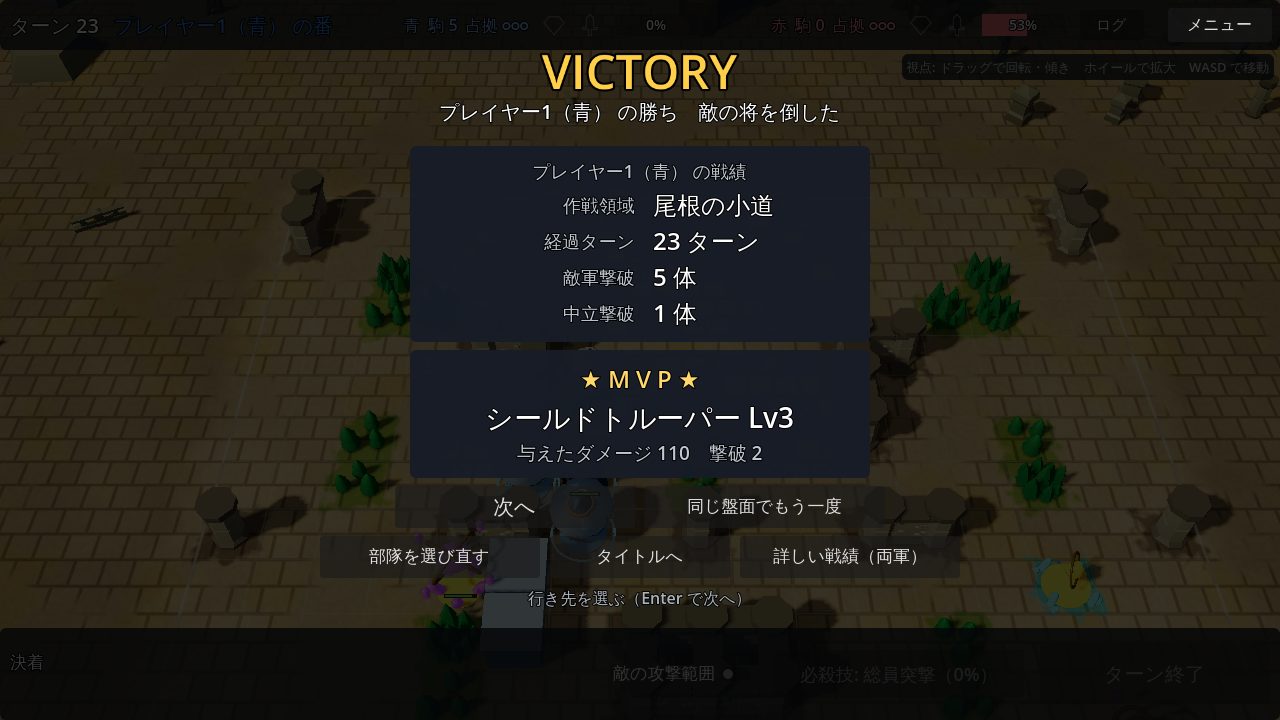 ターン 23 プレイヤー1（青） の番 青 駒 5 占拠 ○○○ 0% 赤 駒 0 占拠 ○○○ 53% ログ メニュー
視点: ドラッグで回転・傾き ホイールで拡大 WASD で移動
VICTORY
プレイヤー1（青） の勝ち 敵の将を倒した
プレイヤー1（青） の戦績
作戦領域 尾根の小道
経過ターン 23 ターン
敵軍撃破 5 体
中立撃破 1 体
★ M V P ★
シールドトルーパー Lv3
与えたダメージ 110 撃破 2
次へ 同じ盤面でもう一度
部隊を選び直す タイトルへ 詳しい戦績（両軍）
行き先を選ぶ（Enter で次へ）
決着
敵の攻撃範囲 ● 必殺技: 総員突撃（0%） ターン終了